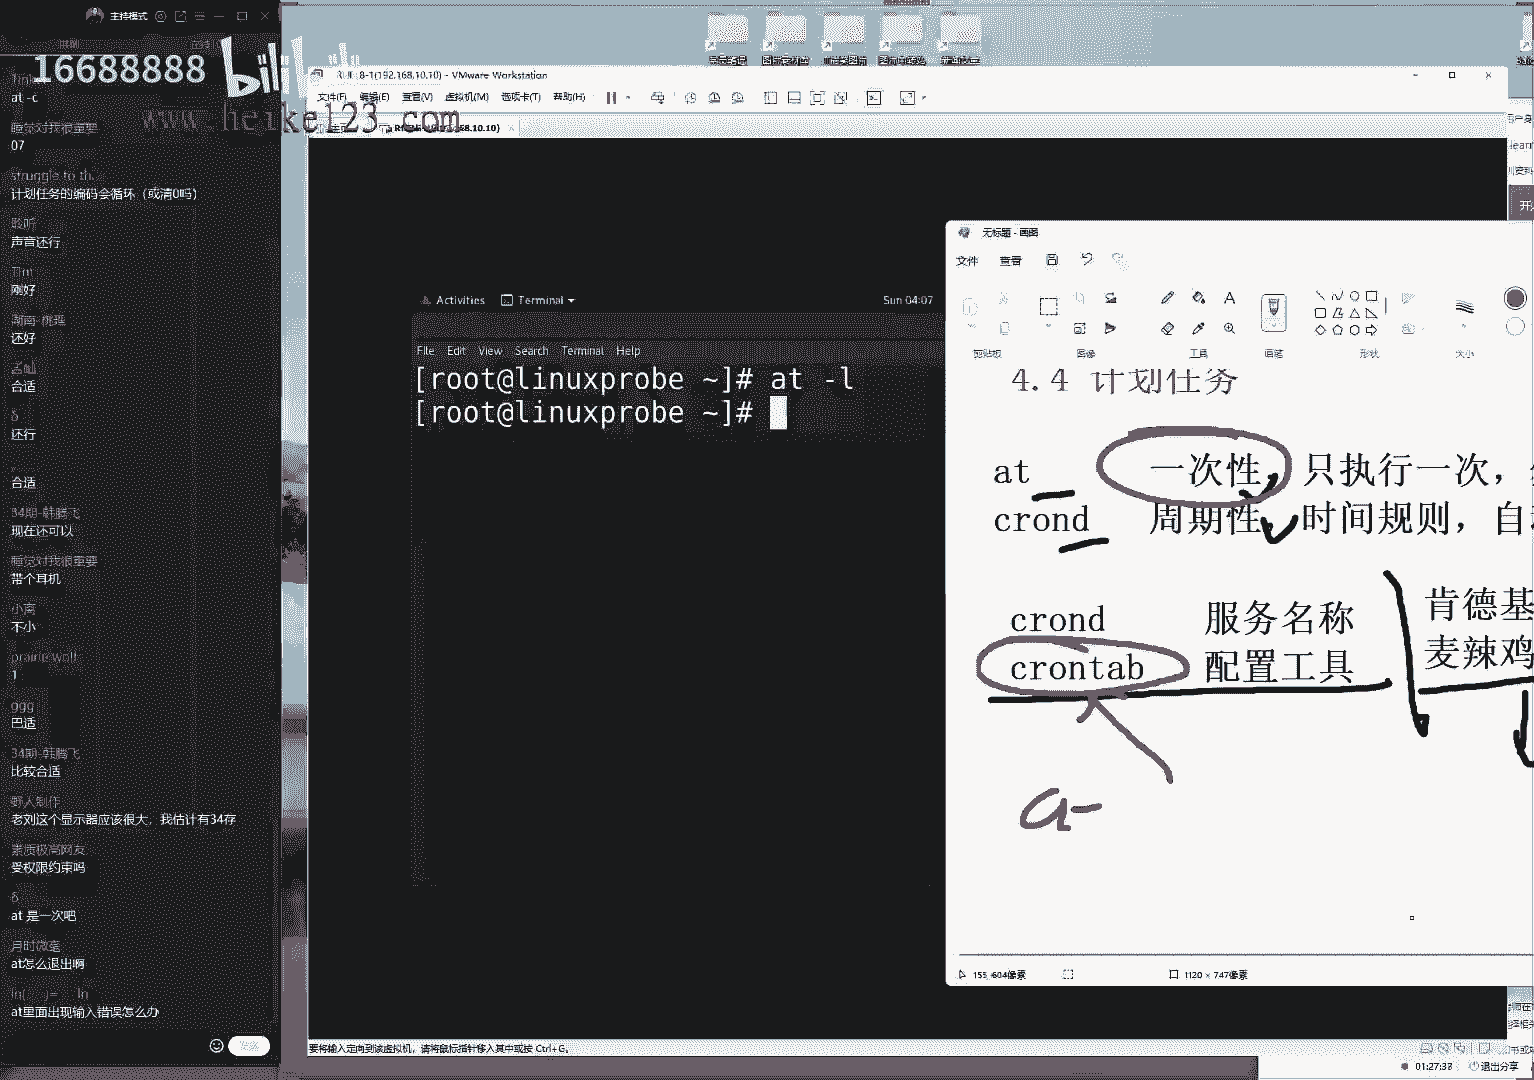 主持模式
16688888
bilibili
www.heike123.com
at -c
睡觉对我很重要
07
struggle to th...
计划任务的编码会循环（或清0吗）
聆听
声音还行
Tim
刚好
还好
合适
δ
还行
合适
34期-韩腾飞
现在还可以
睡觉对我很重要
带个耳机
小南
不小
prairie wolf
1
ggg
巴适
34期-韩腾飞
比较合适
野人制作
老刘这个显示器应该很大，我估计有34存
素质极高网友
受权限约束吗
δ
at 是一次吧
月时微毫
at怎么退出啊
at里面出现输入错误怎么办
8-1(192.168.10.10) - VMware Workstation
文件(F) 编辑(E) 查看(V) 虚拟机(M) 选项卡(T) 帮助(H)
Activities Terminal Sun 04:07
File Edit View Search Terminal Help
[root@linuxprobe ~]# at -l
[root@linuxprobe ~]#
无标题 - 画图
文件 查看
剪贴板 图像 工具 画笔 形状 大小
4.4 计划任务
at 一次性，只执行一次，
crond 周期性，时间规则，自
crond 服务名称 肯德基
crontab 配置工具 麦辣鸡
a-
155, 604像素 1120 × 747像素
要将输入定向到该虚拟机，请将鼠标指针移入其中或按 Ctrl+G。
01:27:37 退出分享